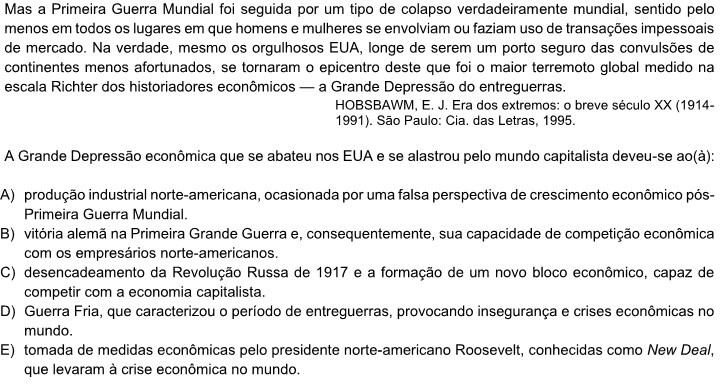 Mas a Primeira Guerra Mundial foi seguida por um tipo de colapso verdadeiramente mundial, sentido pelo
menos em todos os lugares em que homens e mulheres se envolviam ou faziam uso de transações impessoais
de mercado. Na verdade, mesmo os orgulhosos EUA, longe de serem um porto seguro das convulsões de
continentes menos afortunados, se tornaram o epicentro deste que foi o maior terremoto global medido na
escala Richter dos historiadores econômicos — a Grande Depressão do entreguerras.
HOBSBAWM, E. J. Era dos extremos: o breve século XX (1914-
1991). São Paulo: Cia. das Letras, 1995.
A Grande Depressão econômica que se abateu nos EUA e se alastrou pelo mundo capitalista deveu-se ao(à):
A) produção industrial norte-americana, ocasionada por uma falsa perspectiva de crescimento econômico pós-
Primeira Guerra Mundial.
B) vitória alemã na Primeira Grande Guerra e, consequentemente, sua capacidade de competição econômica
com os empresários norte-americanos.
C) desencadeamento da Revolução Russa de 1917 e a formação de um novo bloco econômico, capaz de
competir com a economia capitalista.
D) Guerra Fria, que caracterizou o período de entreguerras, provocando insegurança e crises econômicas no
mundo.
E) tomada de medidas econômicas pelo presidente norte-americano Roosevelt, conhecidas como New Deal,
que levaram à crise econômica no mundo.